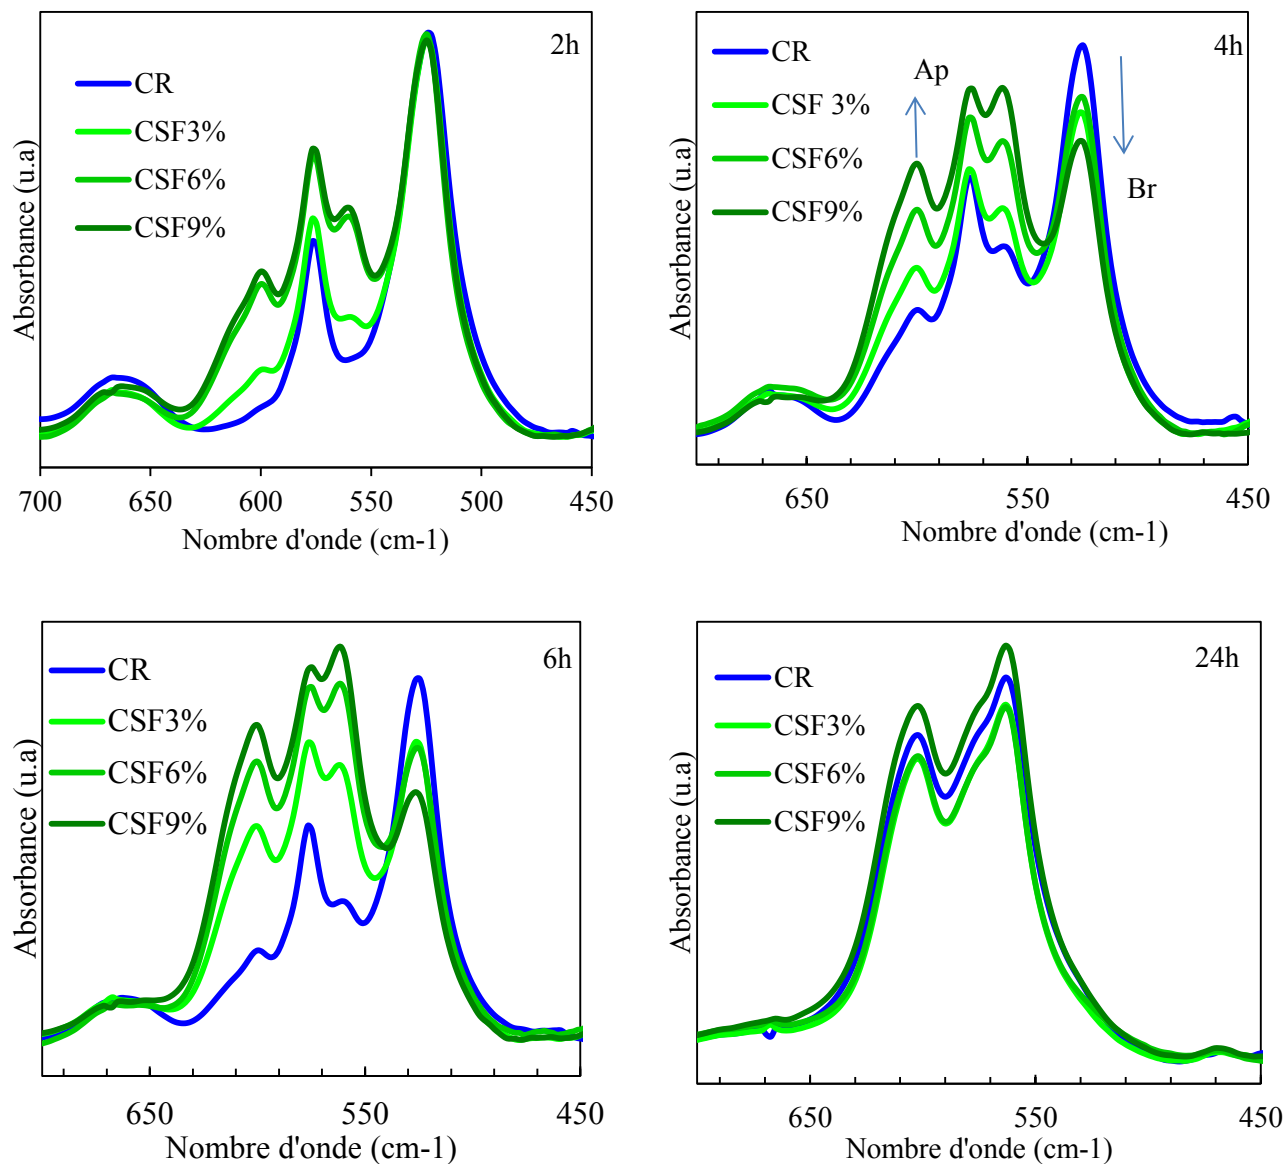 2h
CR
CSF3%
CSF6%
CSF9%
Absorbance (u.a)
700 650 600 550 500 450
Nombre d'onde (cm-1)
4h
CR
CSF 3%
CSF6%
CSF9%
Ap
Br
Absorbance (u.a)
650 550 450
Nombre d'onde (cm-1)
6h
CR
CSF3%
CSF6%
CSF9%
Absorbance (u.a)
650 550 450
Nombre d'onde (cm-1)
24h
CR
CSF3%
CSF6%
CSF9%
Absorbance (u.a)
650 550 450
Nombre d'onde (cm-1)